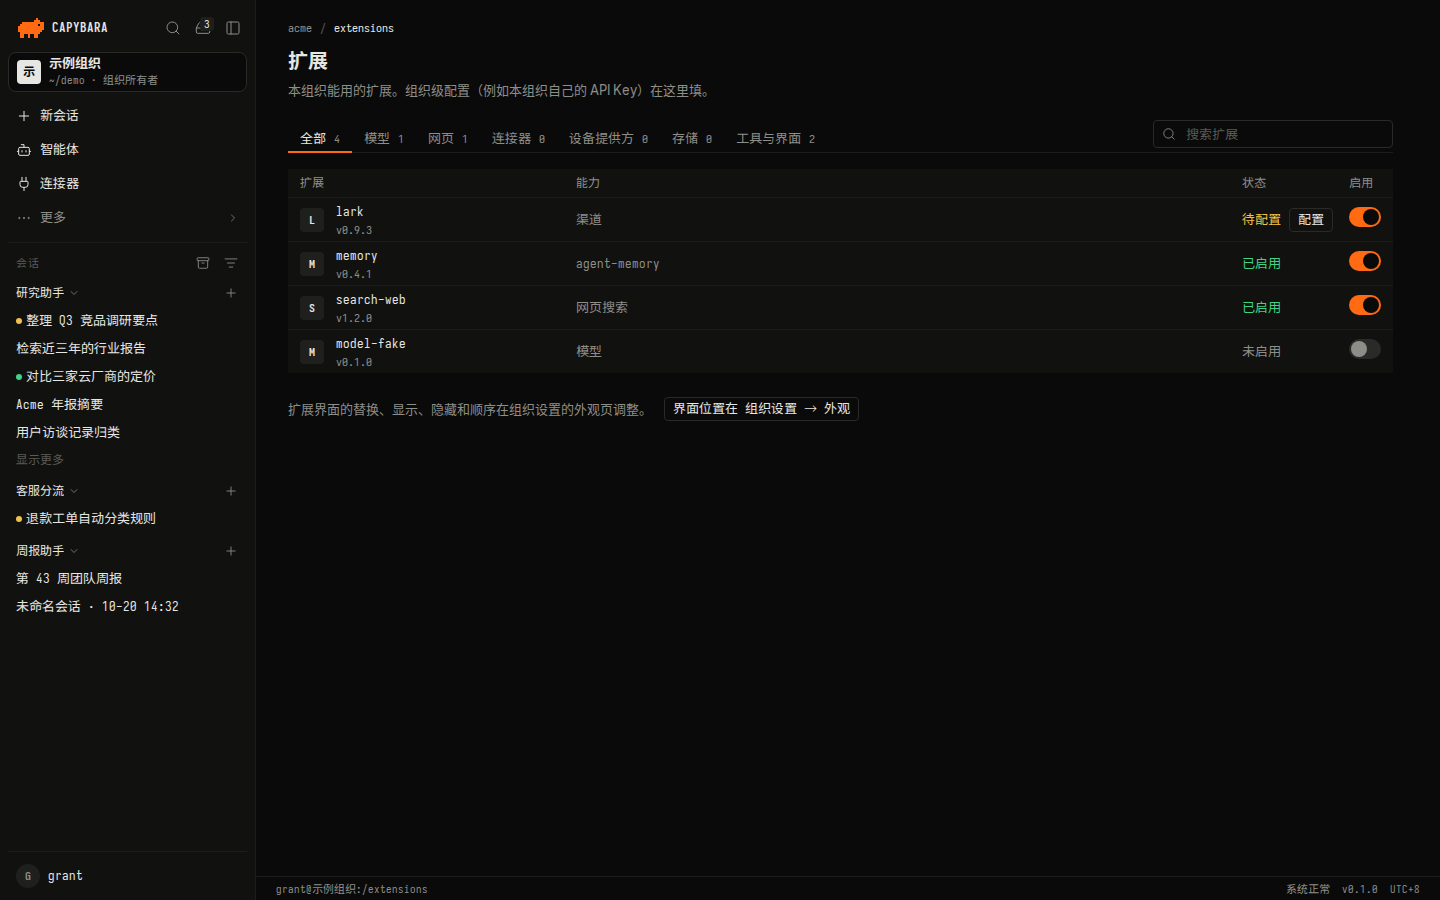 CAPYBARA
3
示
示例组织
~/demo · 组织所有者
新会话
智能体
连接器
更多
会话
研究助手
整理 Q3 竞品调研要点
检索近三年的行业报告
对比三家云厂商的定价
Acme 年报摘要
用户访谈记录归类
显示更多
客服分流
退款工单自动分类规则
周报助手
第 43 周团队周报
未命名会话 · 10-20 14:32
G grant
acme / extensions
扩展
本组织能用的扩展。组织级配置（例如本组织自己的 API Key）在这里填。
全部 4 模型 1 网页 1 连接器 0 设备提供方 0 存储 0 工具与界面 2
搜索扩展
扩展 能力 状态 启用
L lark 渠道 待配置 配置
v0.9.3
M memory agent-memory 已启用
v0.4.1
S search-web 网页搜索 已启用
v1.2.0
M model-fake 模型 未启用
v0.1.0
扩展界面的替换、显示、隐藏和顺序在组织设置的外观页调整。 界面位置在 组织设置 → 外观
grant@示例组织:/extensions 系统正常 v0.1.0 UTC+8